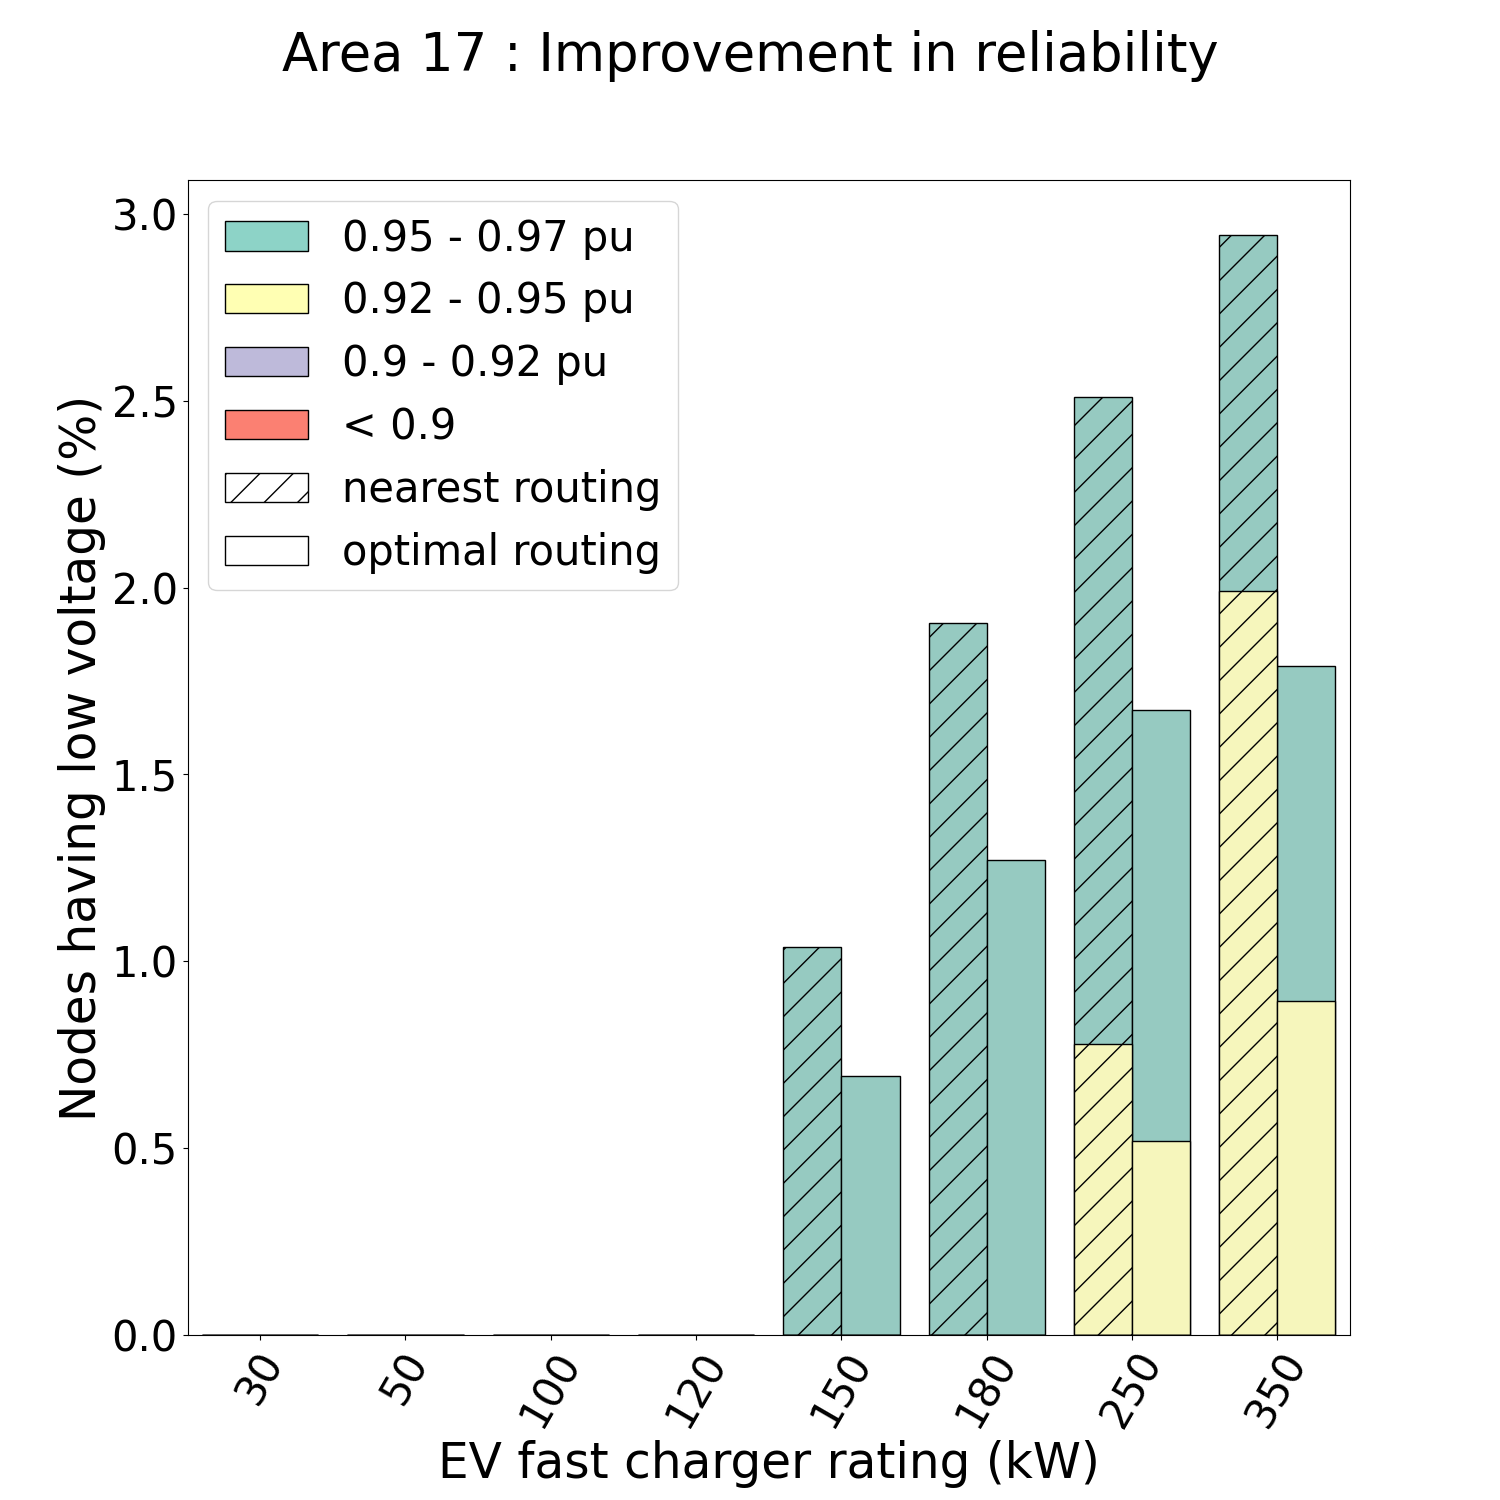 Area 17 : Improvement in reliability
0.95 - 0.97 pu
0.92 - 0.95 pu
0.9 - 0.92 pu
< 0.9
nearest routing
optimal routing
Nodes having low voltage (%)
3.0
2.5
2.0
1.5
1.0
0.5
0.0
30 50 100 120 150 180 250 350
EV fast charger rating (kW)